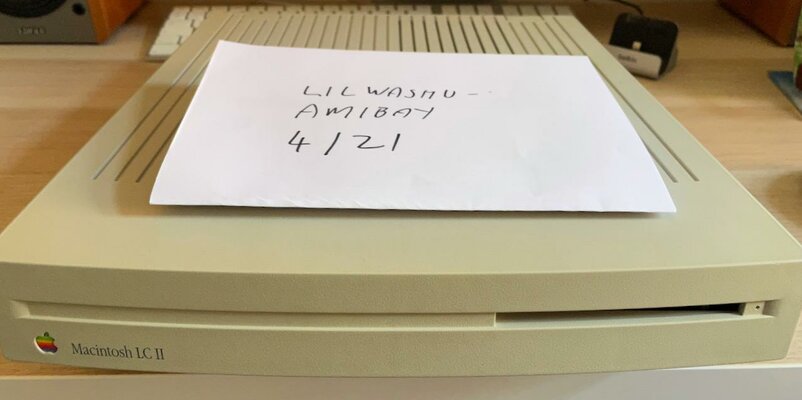 LILWASHU -
AMIBAY
4/21
Macintosh LC II